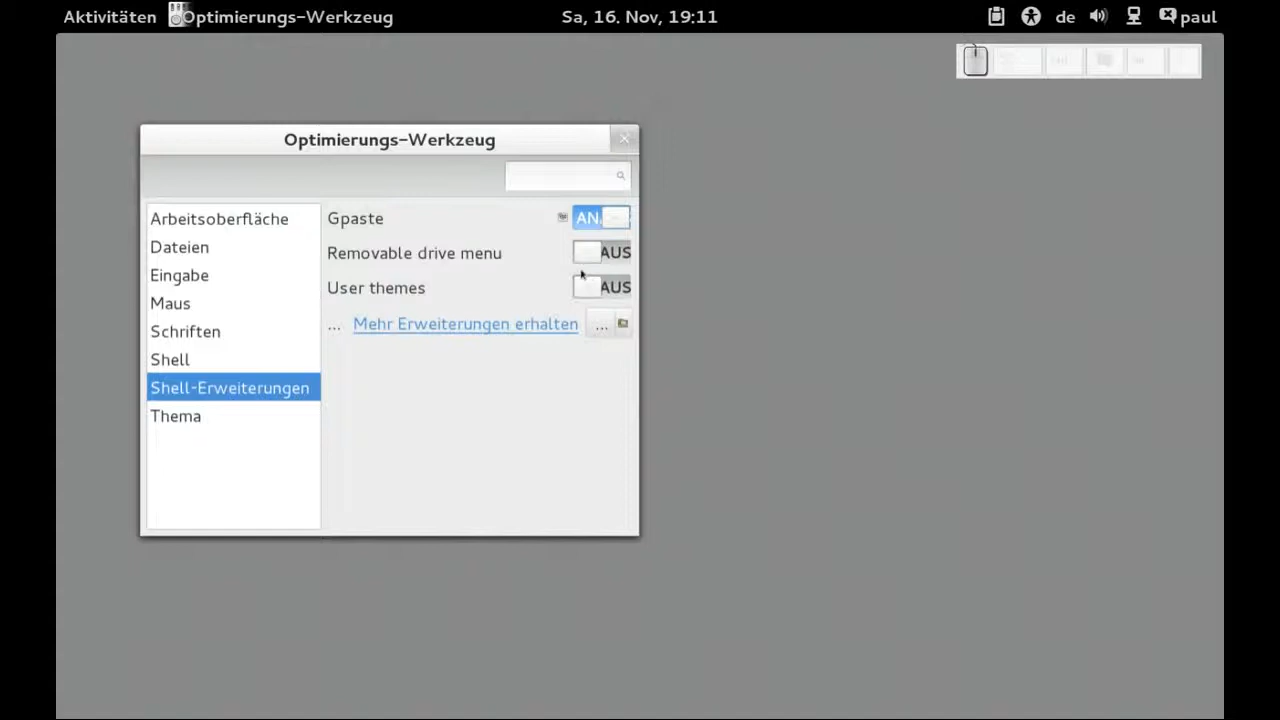 Aktivitäten Optimierungs-Werkzeug Sa, 16. Nov, 19:11 de paul
Optimierungs-Werkzeug
Arbeitsoberfläche
Dateien
Eingabe
Maus
Schriften
Shell
Shell-Erweiterungen
Thema
Gpaste AN
Removable drive menu AUS
User themes AUS
... Mehr Erweiterungen erhalten ...